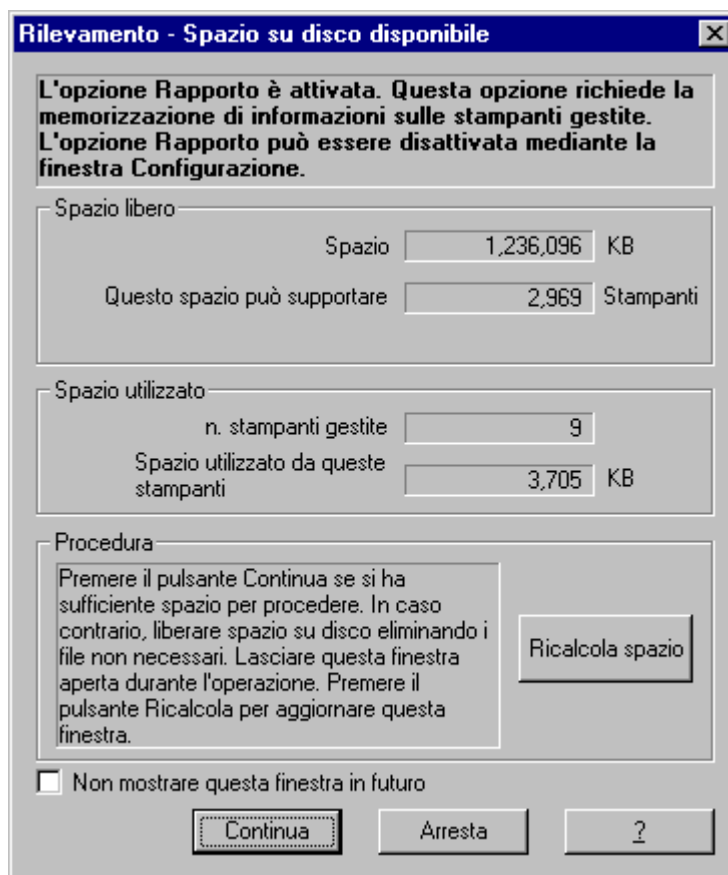 Rilevamento - Spazio su disco disponibile
L'opzione Rapporto è attivata. Questa opzione richiede la
memorizzazione di informazioni sulle stampanti gestite.
L'opzione Rapporto può essere disattivata mediante la
finestra Configurazione.
Spazio libero
Spazio 1,236,096 KB
Questo spazio può supportare 2,969 Stampanti
Spazio utilizzato
n. stampanti gestite 9
Spazio utilizzato da queste
stampanti 3,705 KB
Procedura
Premere il pulsante Continua se si ha
sufficiente spazio per procedere. In caso
contrario, liberare spazio su disco eliminando i
file non necessari. Lasciare questa finestra
aperta durante l'operazione. Premere il
pulsante Ricalcola per aggiornare questa
finestra.
Ricalcola spazio
Non mostrare questa finestra in futuro
Continua Arresta ?